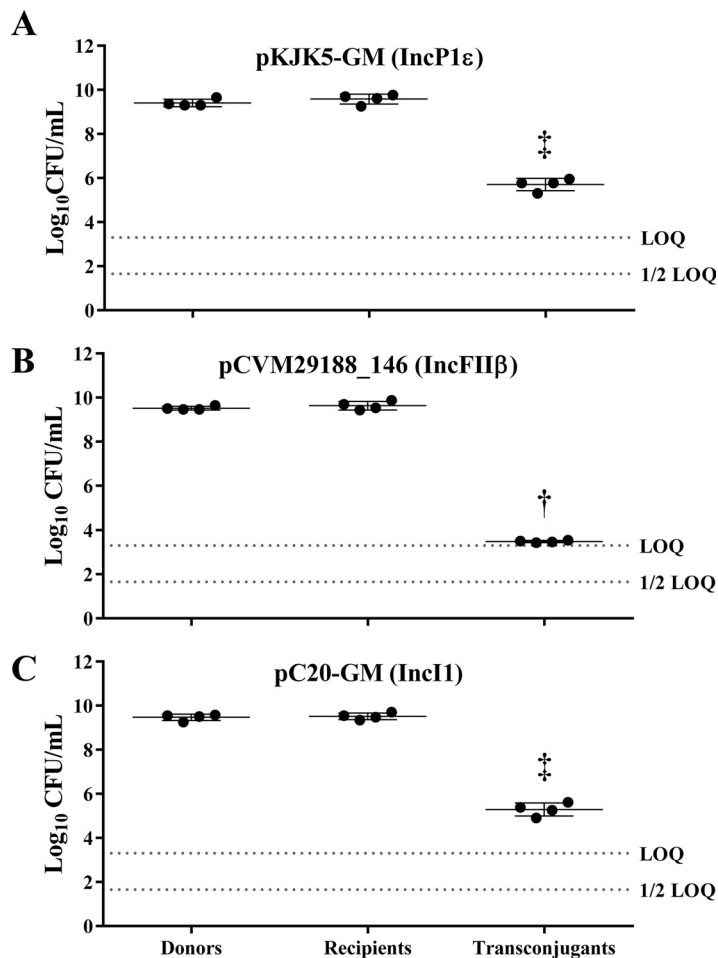 A
pKJK5-GM (IncP1ε)
Log10CFU/mL
12
10
8
6
4
2
0
‡
LOQ
1/2 LOQ
B
pCVM29188_146 (IncFIIβ)
Log10 CFU/mL
12
10
8
6
4
2
0
†
LOQ
1/2 LOQ
C
pC20-GM (IncI1)
Log10 CFU/mL
12
10
8
6
4
2
0
‡
LOQ
1/2 LOQ
Donors Recipients Transconjugants